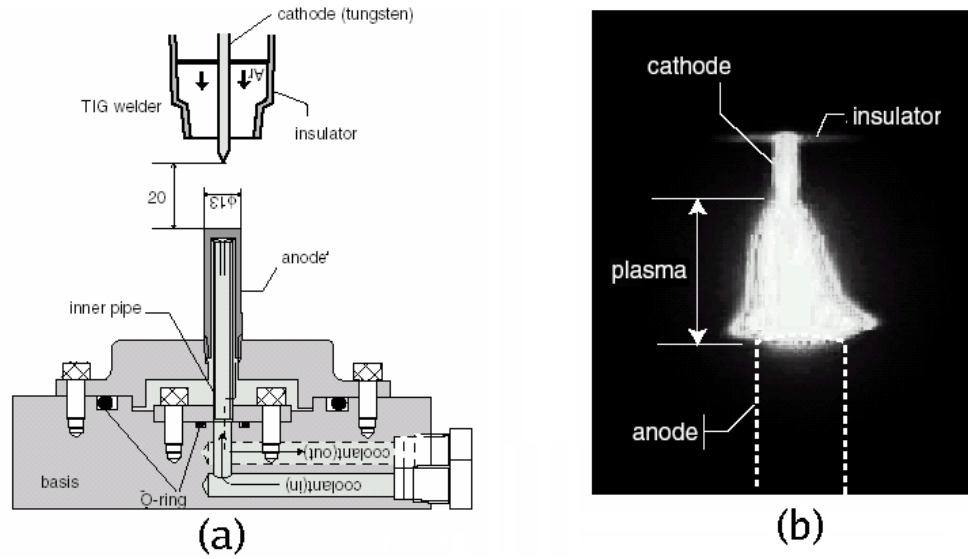 cathode (tungsten)
Ar
TIG welder
insulator
20
φ13
anode'
inner pipe
coolant(out)
coolant(in)
basis
O-ring
(a)
cathode
insulator
plasma
anode
(b)